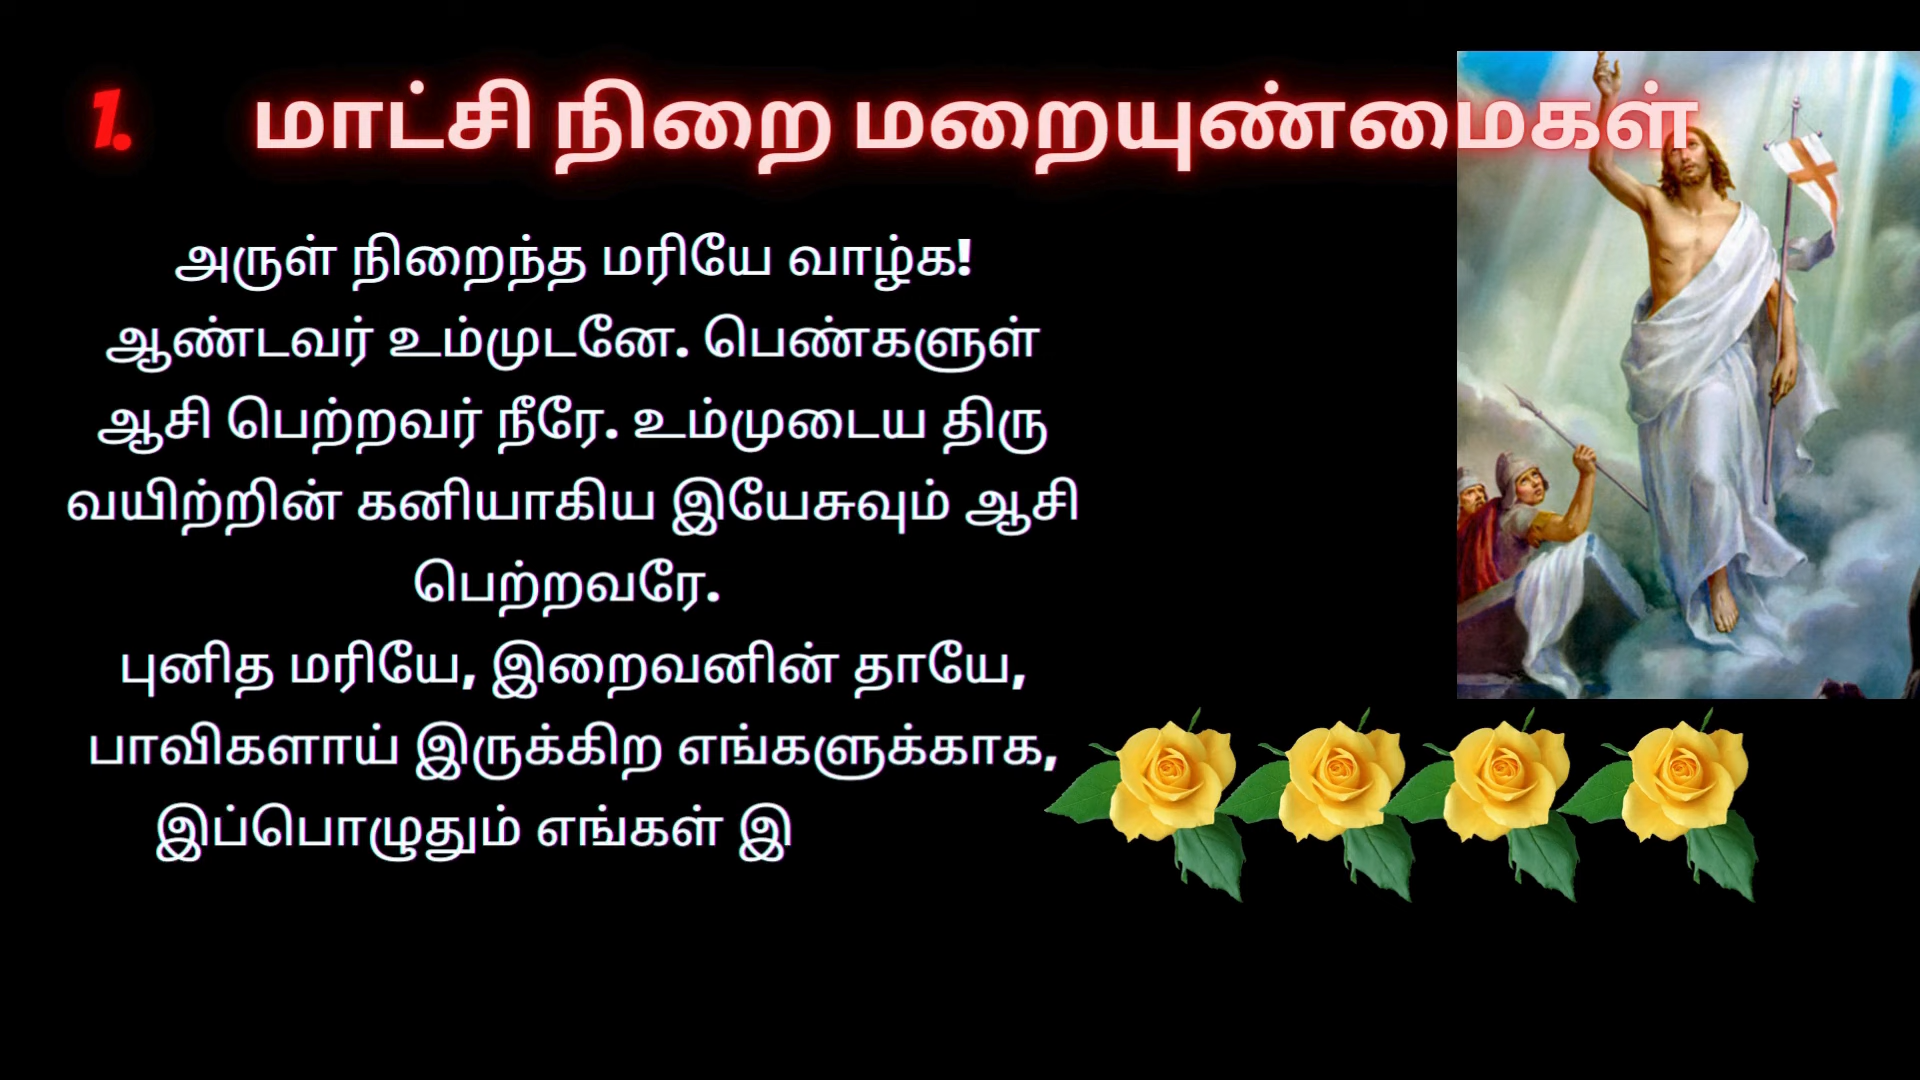 1. மாட்சி நிறை மறையுண்மைகள்
அருள் நிறைந்த மரியே வாழ்க!
ஆண்டவர் உம்முடனே. பெண்களுள்
ஆசி பெற்றவர் நீரே. உம்முடைய திரு
வயிற்றின் கனியாகிய இயேசுவும் ஆசி
பெற்றவரே.
புனித மரியே, இறைவனின் தாயே,
பாவிகளாய் இருக்கிற எங்களுக்காக,
இப்பொழுதும் எங்கள் இ